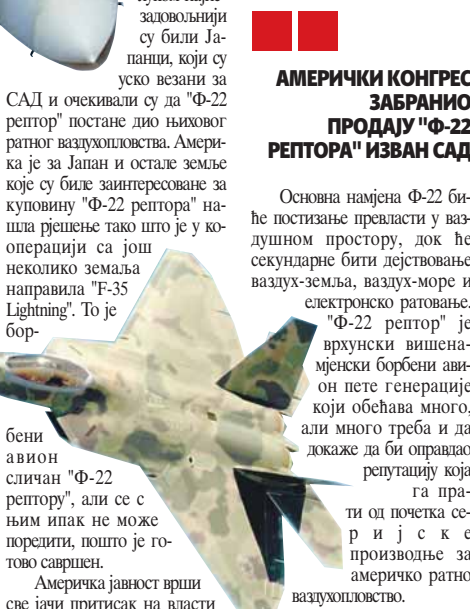 задовољнији
су били Ја-
панци, који су
уско везани за
САД и очекивали су да "Ф-22
рептор" постане дио њиховог
ратног ваздухопловства. Амери-
ка је за Јапан и остале земље
које су биле заинтересоване за
куповину "Ф-22 рептора" на-
шла рјешење тако што је у ко-
операцији са још
неколико земаља
направила "F-35
Lightning". То је
бор-
бени
авион
сличан "Ф-22
рептору", али се с
њим ипак не може
поредити, пошто је го-
тово савршен.
Америчка јавност врши
све јачи притисак на власти
АМЕРИЧКИ КОНГРЕС
ЗАБРАНИО
ПРОДАЈУ "Ф-22
РЕПТОРА" ИЗВАН САД
Основна намјена Ф-22 би-
ће постизање превласти у ваз-
душном простору, док ће
секундарне бити дејствовање
ваздух-земља, ваздух-море и
електронско ратовање.
"Ф-22 рептор" је
врхунски вишена-
мјенски борбени ави-
он пете генерације
који обећава много,
али много треба и да
докаже да би оправдао
репутацију која
га пра-
ти од почетка се-
ријске
производње за
америчко ратно
ваздухопловство.